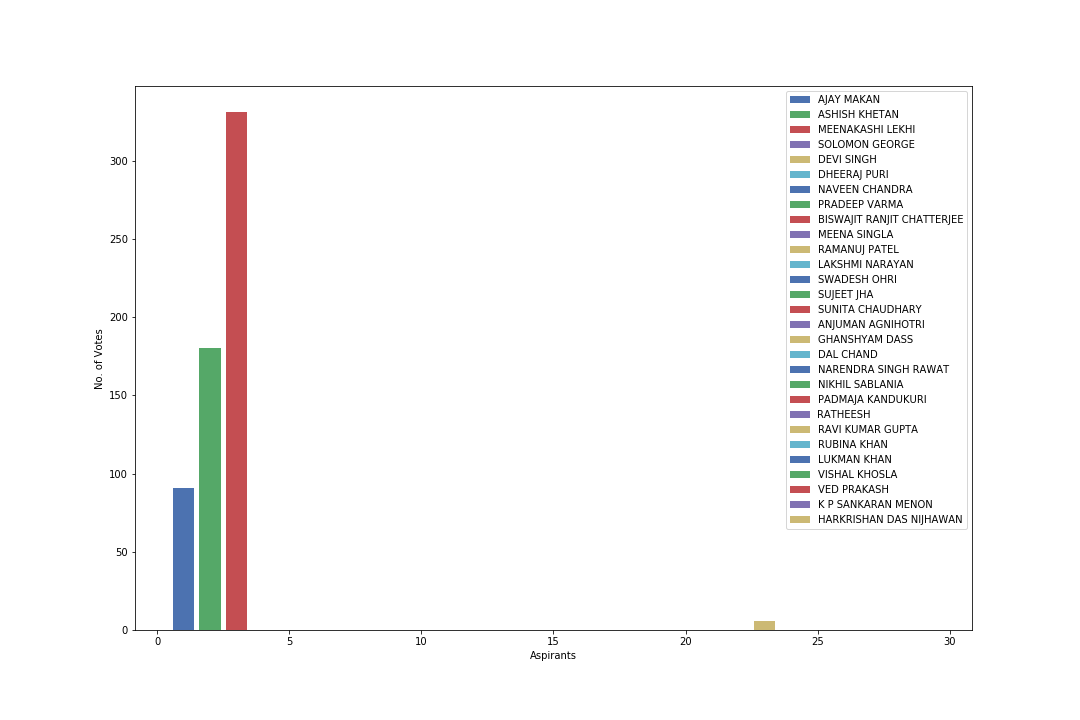 AJAY MAKAN
ASHISH KHETAN
MEENAKASHI LEKHI
SOLOMON GEORGE
DEVI SINGH
DHEERAJ PURI
NAVEEN CHANDRA
PRADEEP VARMA
BISWAJIT RANJIT CHATTERJEE
MEENA SINGLA
RAMANUJ PATEL
LAKSHMI NARAYAN
SWADESH OHRI
SUJEET JHA
SUNITA CHAUDHARY
ANJUMAN AGNIHOTRI
GHANSHYAM DASS
DAL CHAND
NARENDRA SINGH RAWAT
NIKHIL SABLANIA
PADMAJA KANDUKURI
RATHEESH
RAVI KUMAR GUPTA
RUBINA KHAN
LUKMAN KHAN
VISHAL KHOSLA
VED PRAKASH
K P SANKARAN MENON
HARKRISHAN DAS NIJHAWAN
300
250
200
150
100
50
0
No. of Votes
0 5 10 15 20 25 30
Aspirants